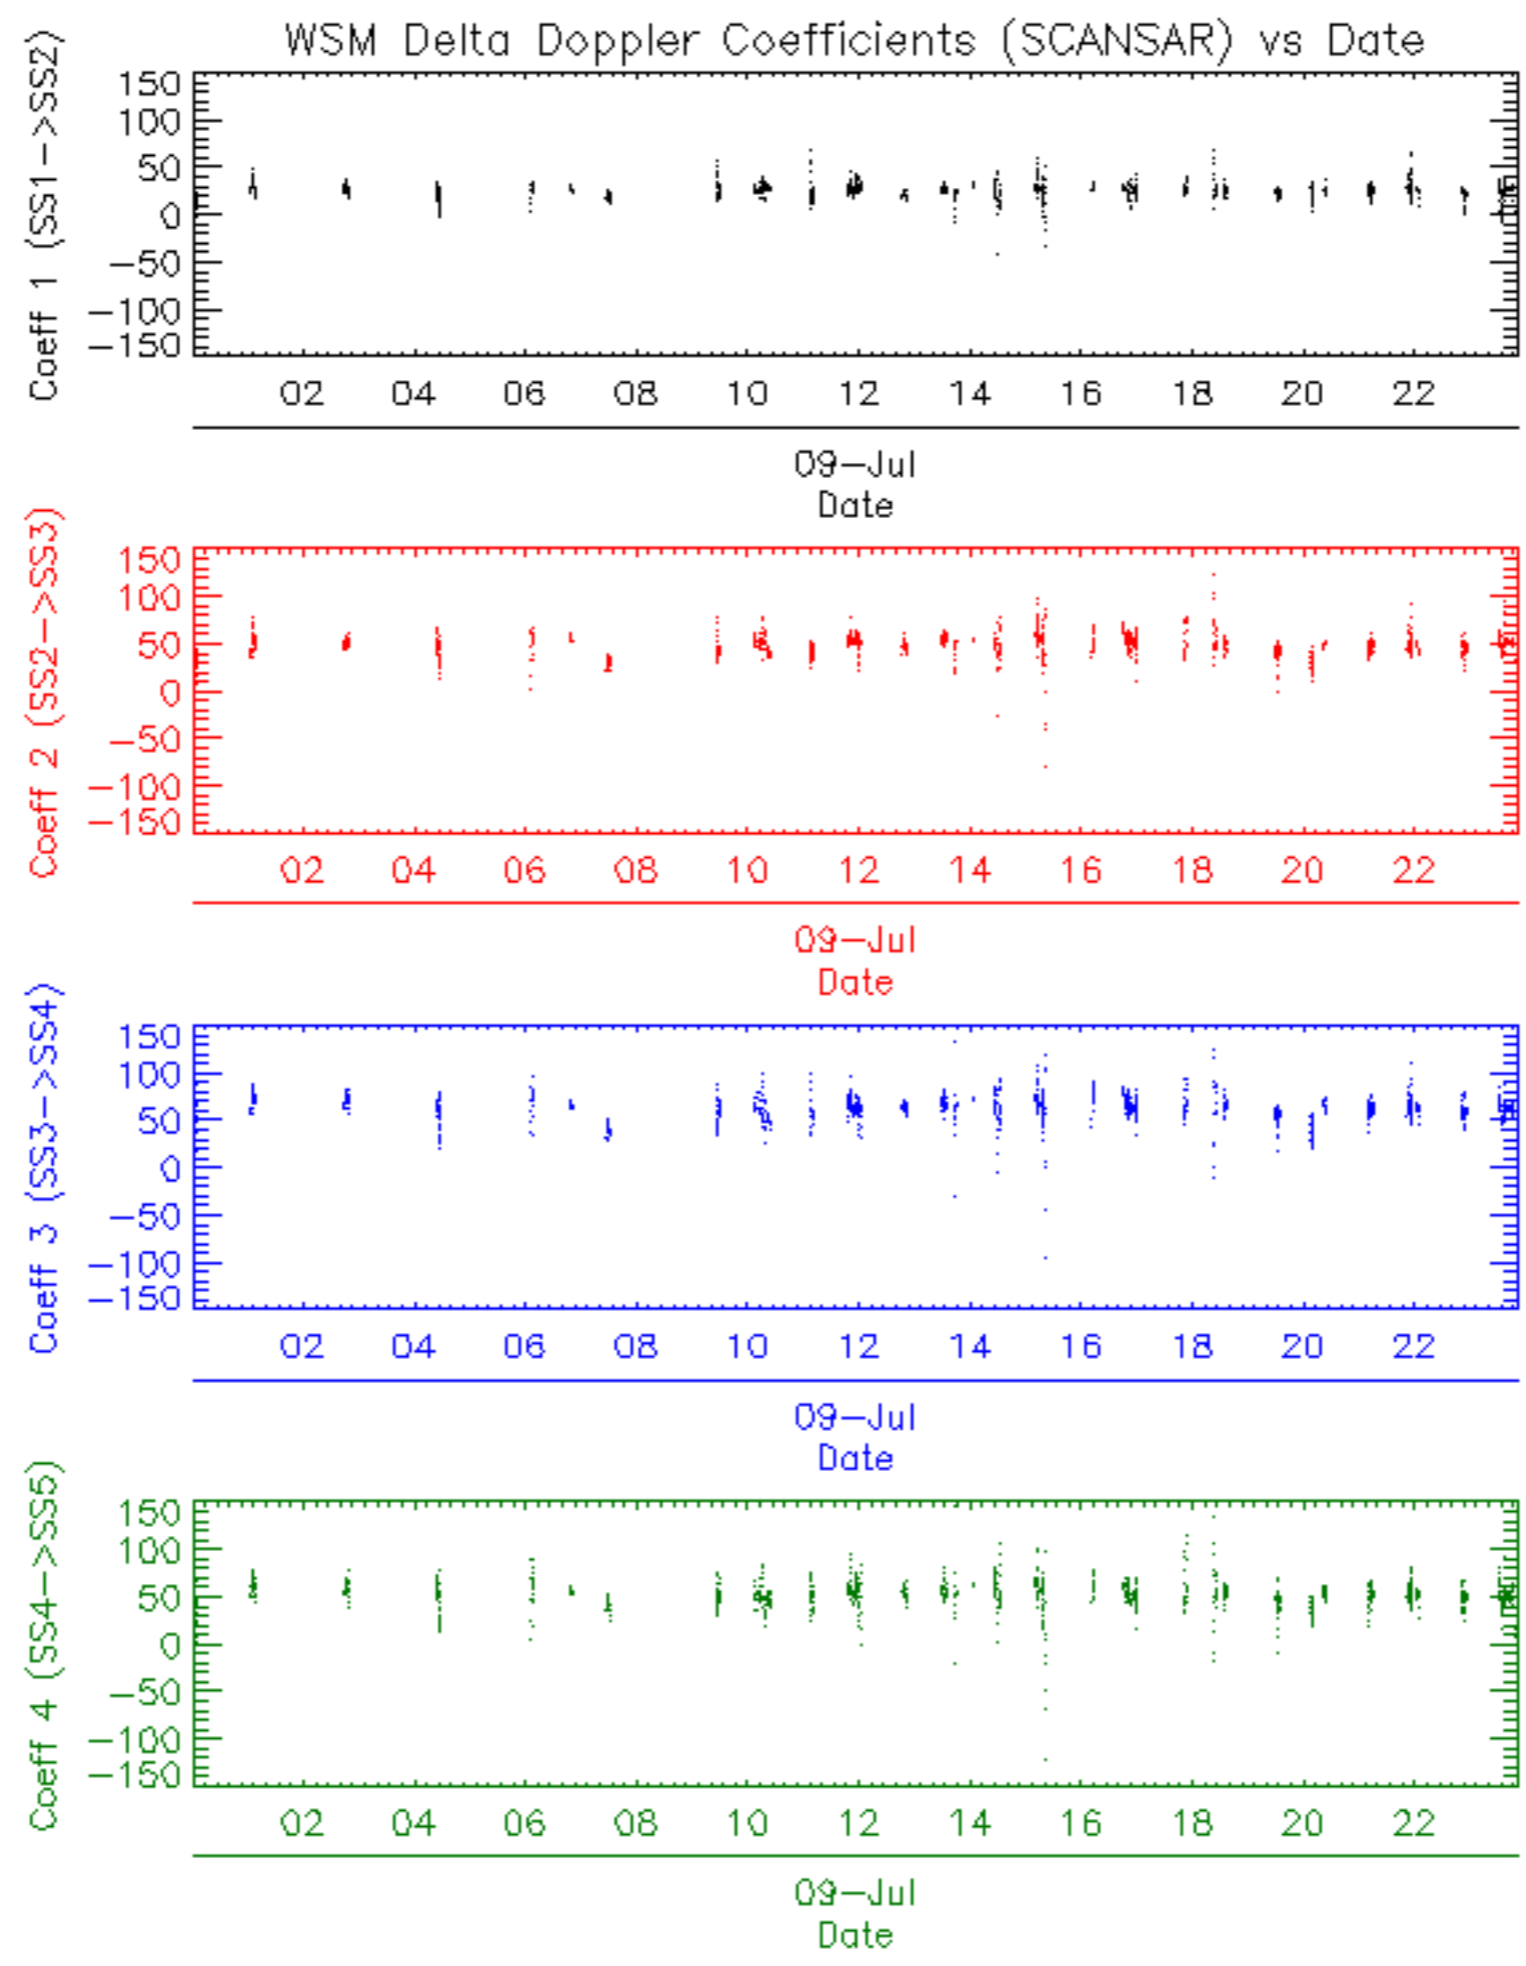 WSM Delta Doppler Coefficients (SCANSAR) vs Date
Coeff 1 (SS1->SS2)
150
100
50
0
-50
-100
-150
02 04 06 08 10 12 14 16 18 20 22
09-Jul
Date
Coeff 2 (SS2->SS3)
150
100
50
0
-50
-100
-150
02 04 06 08 10 12 14 16 18 20 22
09-Jul
Date
Coeff 3 (SS3->SS4)
150
100
50
0
-50
-100
-150
02 04 06 08 10 12 14 16 18 20 22
09-Jul
Date
Coeff 4 (SS4->SS5)
150
100
50
0
-50
-100
-150
02 04 06 08 10 12 14 16 18 20 22
09-Jul
Date